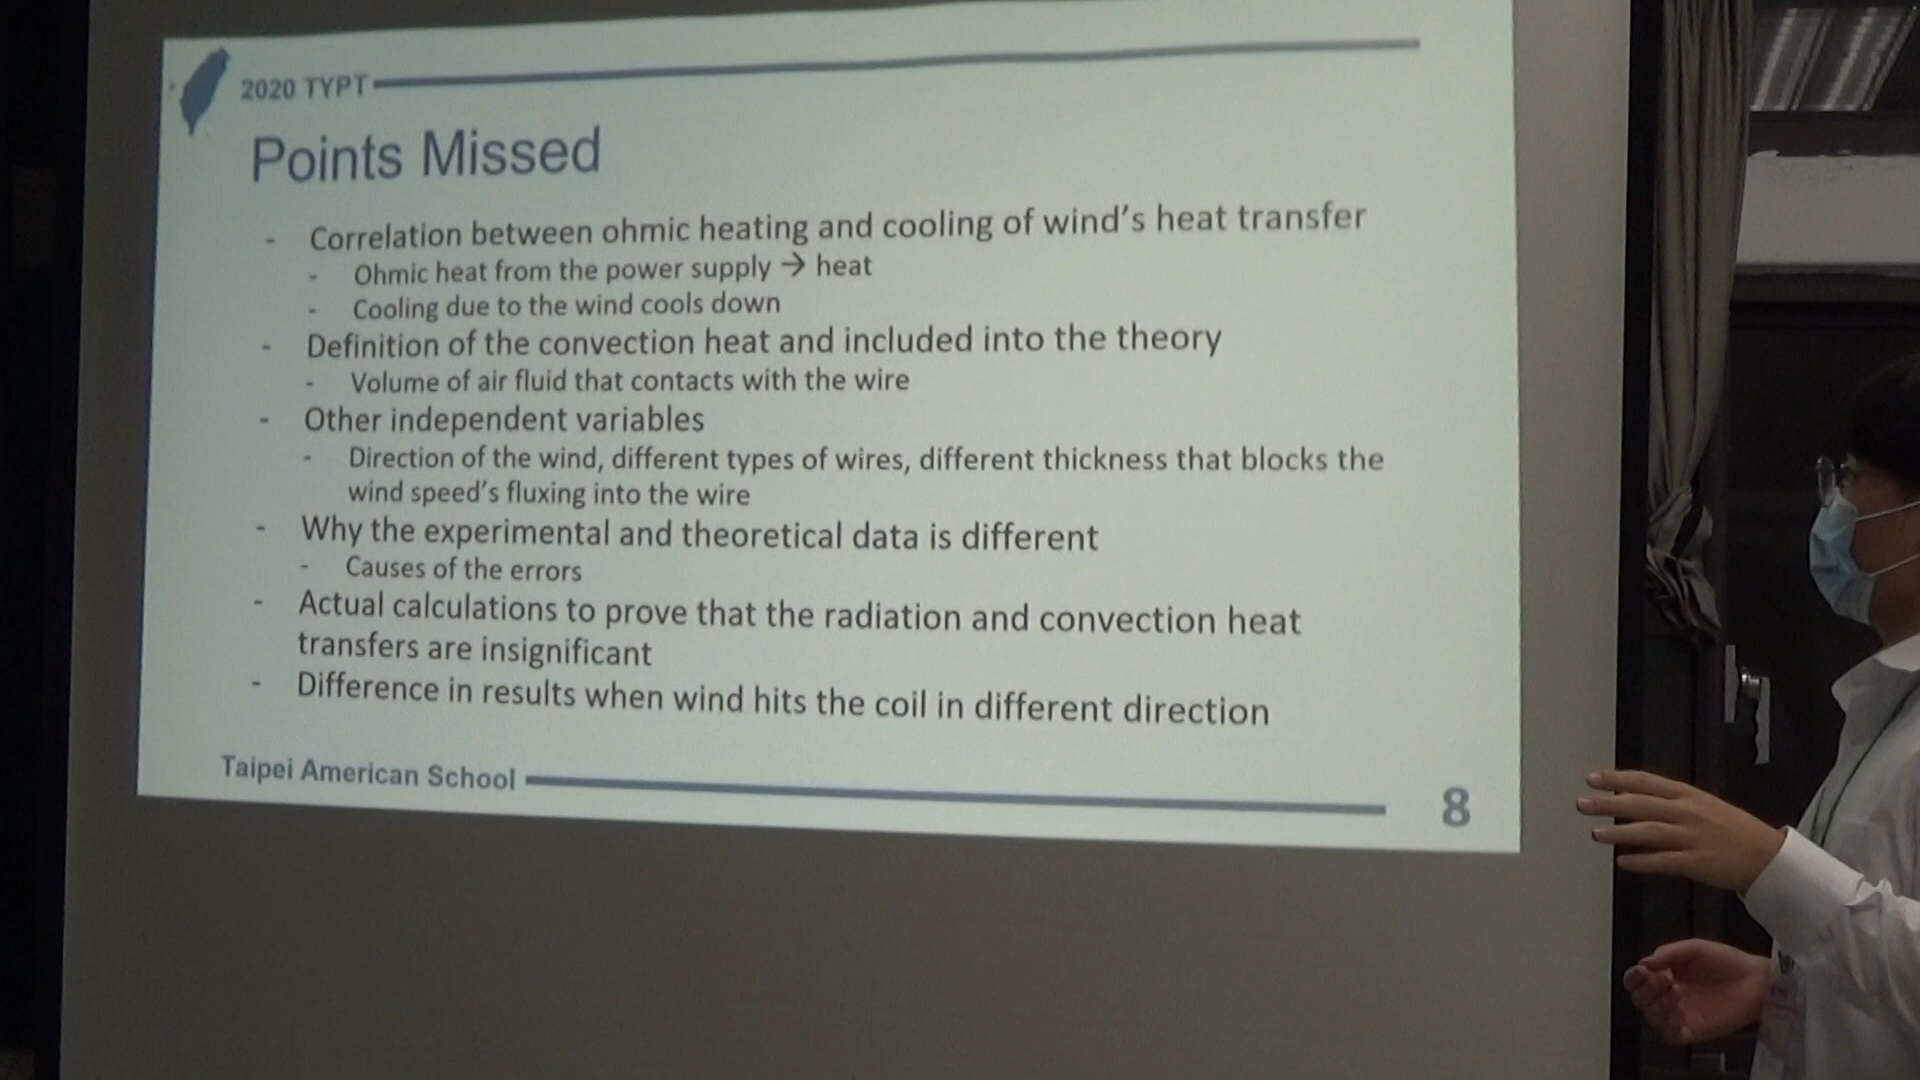 2020 TYPT
Points Missed
- Correlation between ohmic heating and cooling of wind's heat transfer
- Ohmic heat from the power supply → heat
- Cooling due to the wind cools down
- Definition of the convection heat and included into the theory
- Volume of air fluid that contacts with the wire
- Other independent variables
- Direction of the wind, different types of wires, different thickness that blocks the
wind speed's fluxing into the wire
- Why the experimental and theoretical data is different
- Causes of the errors
- Actual calculations to prove that the radiation and convection heat
transfers are insignificant
- Difference in results when wind hits the coil in different direction
Taipei American School
8